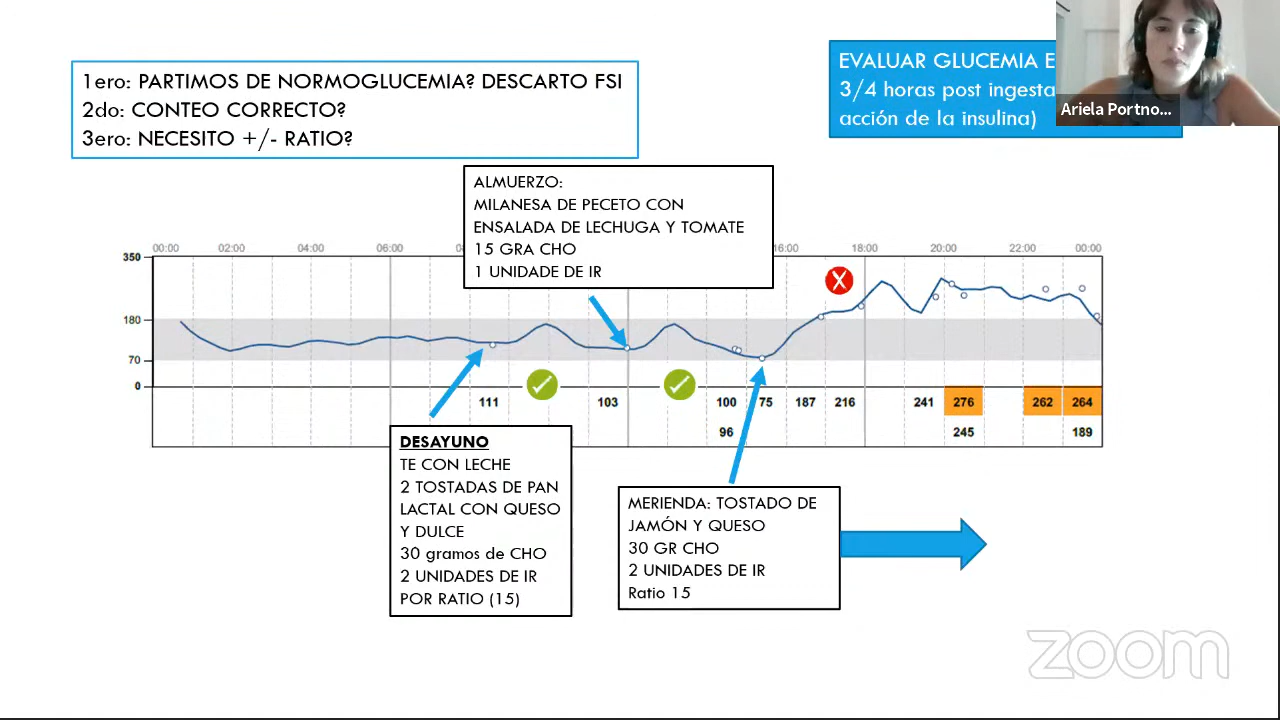 1ero: PARTIMOS DE NORMOGLUCEMIA? DESCARTO FSI
2do: CONTEO CORRECTO?
3ero: NECESITO +/- RATIO?
EVALUAR GLUCEMIA
3/4 horas post ingesta
acción de la insulina)
Ariela Portno...
ALMUERZO:
MILANESA DE PECETO CON
ENSALADA DE LECHUGA Y TOMATE
15 GRA CHO
1 UNIDADE DE IR
00:00 02:00 04:00 06:00 16:00 18:00 20:00 22:00 00:00
350
180
70
0
X
111 103 100 75 187 216 241 276 262 264
96 245 189
DESAYUNO
TE CON LECHE
2 TOSTADAS DE PAN
LACTAL CON QUESO
Y DULCE
30 gramos de CHO
2 UNIDADES DE IR
POR RATIO (15)
MERIENDA: TOSTADO DE
JAMÓN Y QUESO
30 GR CHO
2 UNIDADES DE IR
Ratio 15
zoom